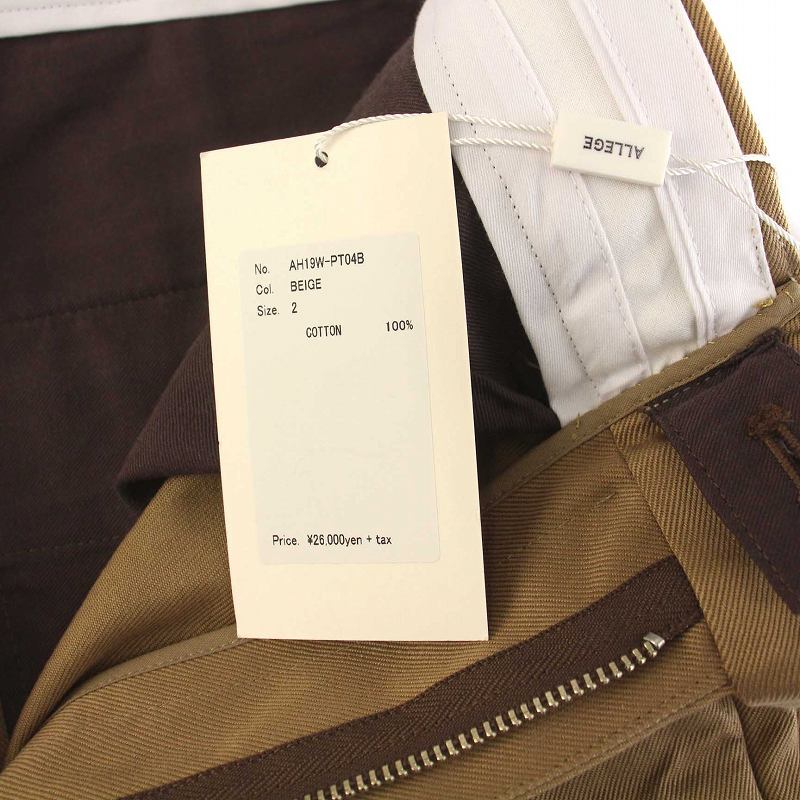 ALLEGE
No. AH19W-PT04B
Col. BEIGE
Size. 2
COTTON 100%
Price. ¥26,000yen + tax